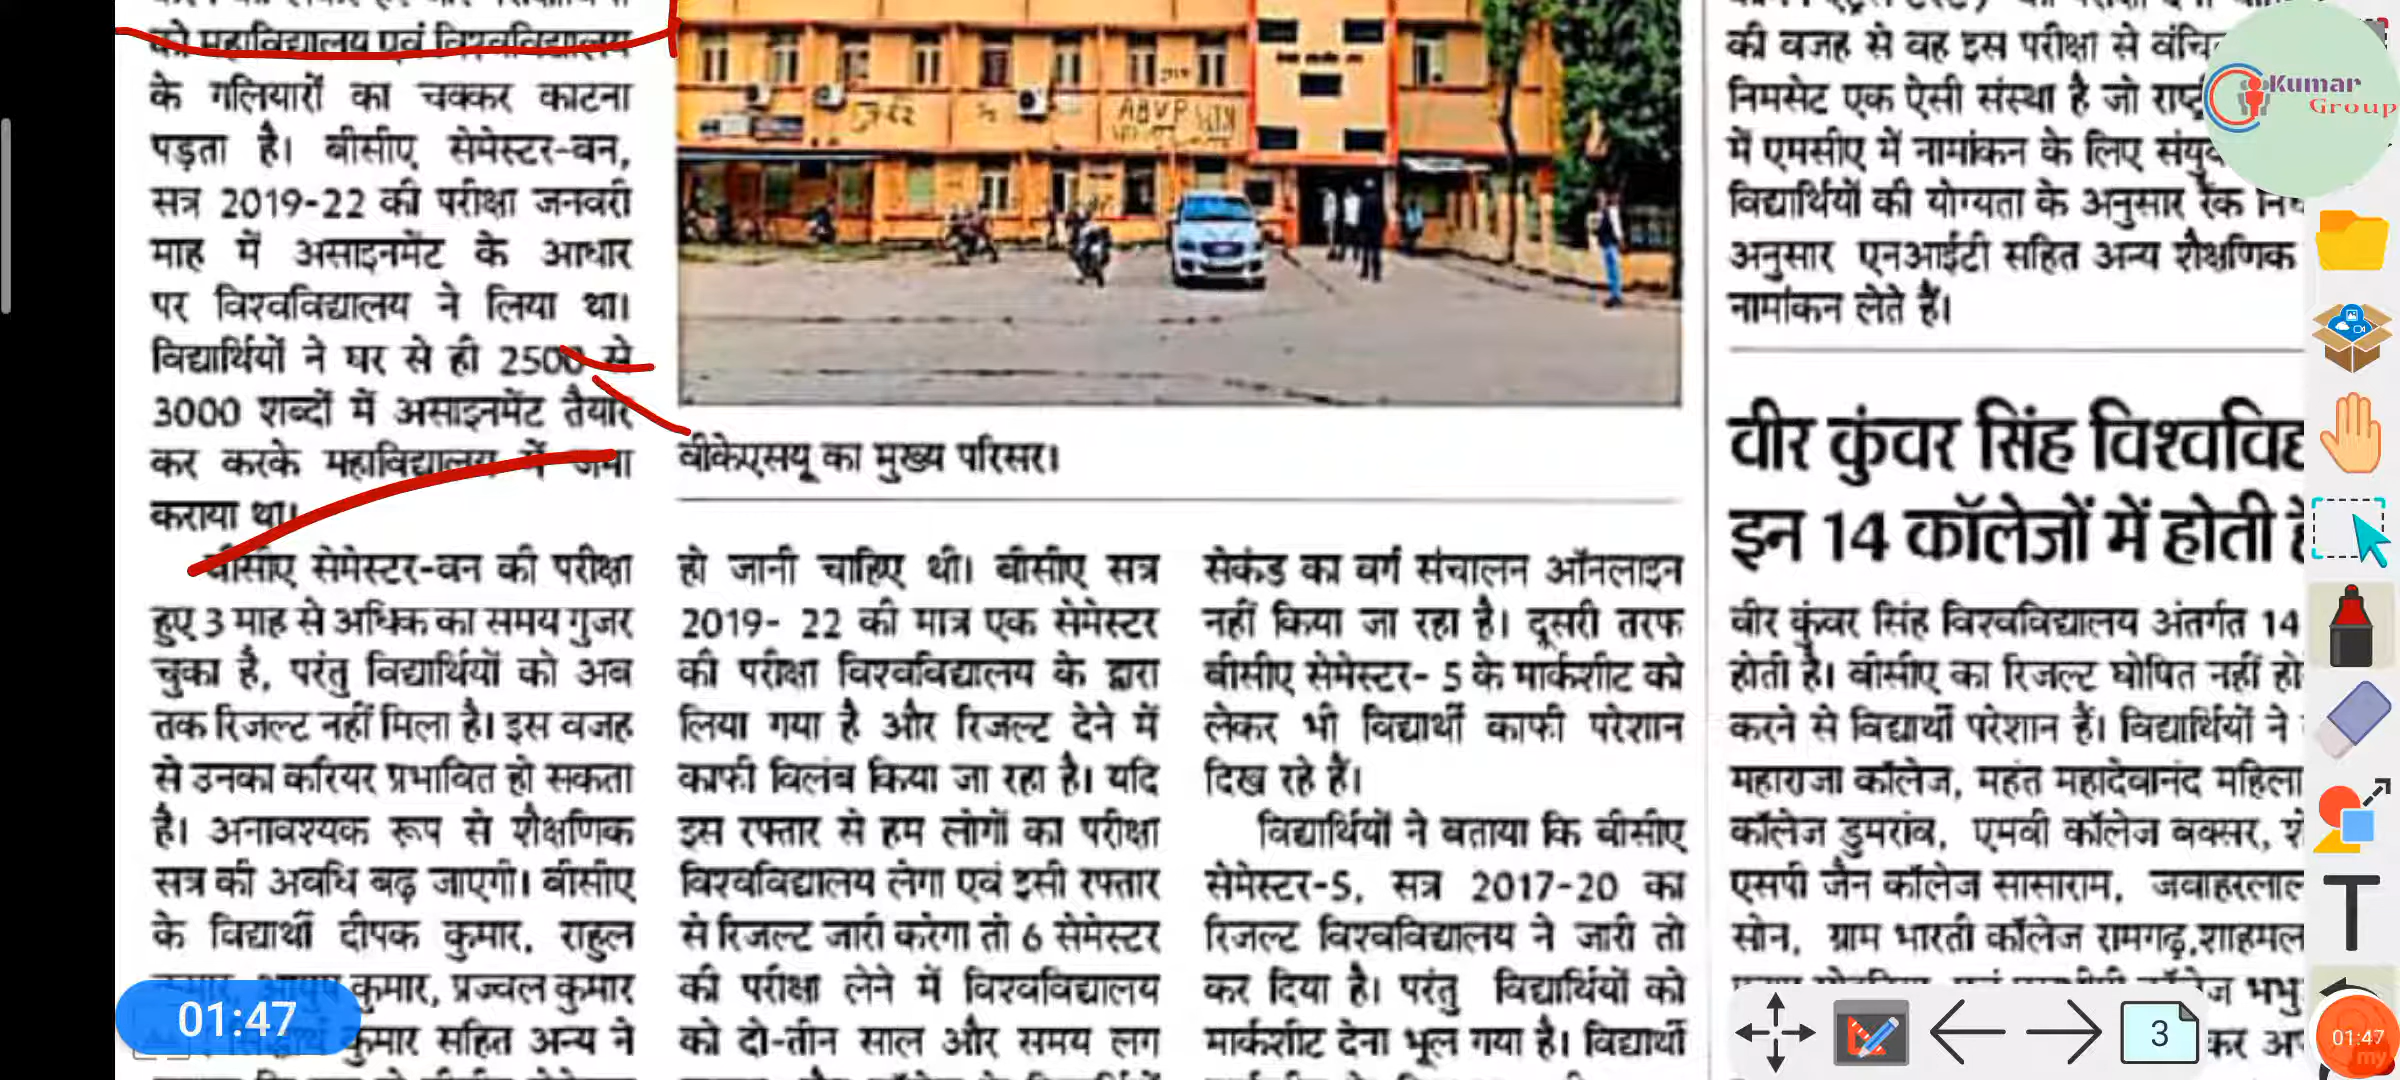 को महाविद्यालय एवं विश्वविद्यालय
के गलियारों का चक्कर काटना
पड़ता है। बीसीए सेमेस्टर-वन,
सत्र 2019-22 की परीक्षा जनवरी
माह में असाइनमेंट के आधार
पर विश्वविद्यालय ने लिया था।
विद्यार्थियों ने घर से ही 2500 से
3000 शब्दों में असाइनमेंट तैयार
कर करके महाविद्यालय में जमा
कराया था।
बीसीए सेमेस्टर-वन की परीक्षा
हुए 3 माह से अधिक का समय गुजर
चुका है, परंतु विद्यार्थियों को अब
तक रिजल्ट नहीं मिला है। इस वजह
से उनका करियर प्रभावित हो सकता
है। अनावश्यक रूप से शैक्षणिक
सत्र की अवधि बढ़ जाएगी। बीसीए
के विद्यार्थी दीपक कुमार, राहुल
कुमार, आयुष कुमार, प्रज्वल कुमार
कुमार सहित अन्य ने
ABVP
वीकेएसयू का मुख्य परिसर।
हो जानी चाहिए थी। बीसीए सत्र
2019- 22 की मात्र एक सेमेस्टर
की परीक्षा विश्वविद्यालय के द्वारा
लिया गया है और रिजल्ट देने में
काफी विलंब किया जा रहा है। यदि
इस रफ्तार से हम लोगों का परीक्षा
विश्वविद्यालय लेगा एवं इसी रफ्तार
से रिजल्ट जारी करेगा तो 6 सेमेस्टर
की परीक्षा लेने में विश्वविद्यालय
को दो-तीन साल और समय लग
सेकंड का वर्ग संचालन ऑनलाइन
नहीं किया जा रहा है। दूसरी तरफ
बीसीए सेमेस्टर- 5 के मार्कशीट को
लेकर भी विद्यार्थी काफी परेशान
दिख रहे हैं।
विद्यार्थियों ने बताया कि बीसीए
सेमेस्टर-5, सत्र 2017-20 का
रिजल्ट विश्वविद्यालय ने जारी तो
कर दिया है। परंतु विद्यार्थियों को
मार्कशीट देना भूल गया है। विद्यार्थी
की वजह से वह इस परीक्षा से
निमसेट एक ऐसी संस्था है जो
में एमसीए में नामांकन के लिए
विद्यार्थियों की योग्यता के अनुसार रैंक
अनुसार एनआईटी सहित अन्य शैक्षणिक
नामांकन लेते हैं।
वीर कुंवर सिंह
इन 14 कॉलेजों में होती
वीर कुंवर सिंह विश्वविद्यालय अंतर्गत 14
होती है। बीसीए का रिजल्ट घोषित नहीं हो
करने से विद्यार्थी परेशान हैं। विद्यार्थियों ने
महाराजा कॉलेज, महंत महादेवानंद महिला
कॉलेज डुमरांव, एमवी कॉलेज बक्सर,
एसपी जैन कॉलेज सासाराम, जवाहरलाल
सोन, ग्राम भारती कॉलेज रामगढ़,शाहमल
Kumar
Group
T
01:47
3
01:47
my